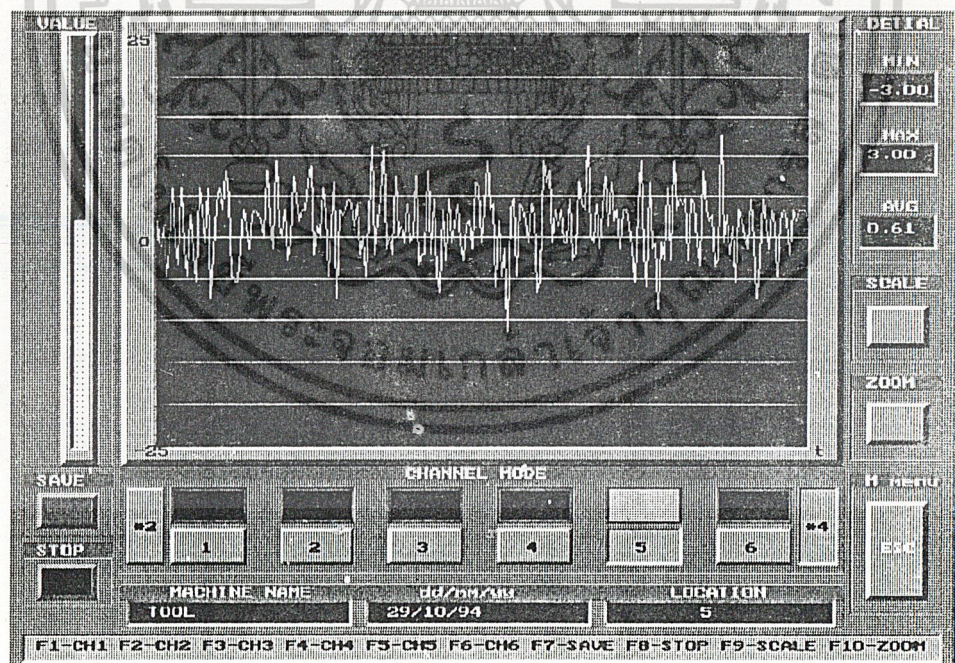 VALUE
DETIAL
25
0
-25
t
MIN
-3.00
MAX
3.00
AVG
0.61
SCALE
ZOOM
CHANNEL MODE
SAVE
STOP
*2
1
2
3
4
5
6
*4
M menu
ESC
MACHINE NAME
dd/mm/yy
LOCATION
TOOL
29/10/94
5
F1-CH1 F2-CH2 F3-CH3 F4-CH4 F5-CH5 F6-CH6 F7-SAVE F8-STOP F9-SCALE F10-ZOOM